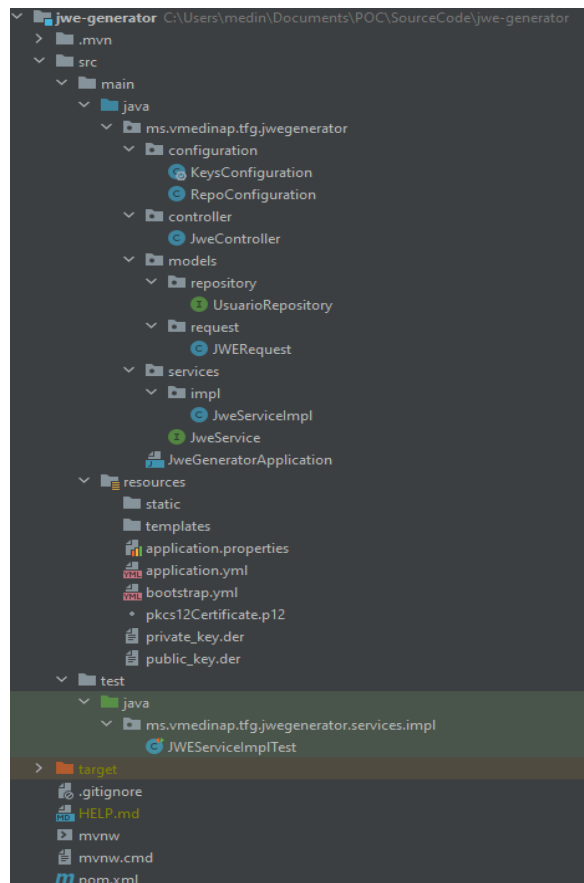 jwe-generator C:\Users\medin\Documents\POC\SourceCode\jwe-generator
.mvn
src
main
java
ms.vmedinap.tfg.jwegenerator
configuration
KeysConfiguration
RepoConfiguration
controller
JweController
models
repository
UsuarioRepository
request
JWERequest
services
impl
JweServiceImpl
JweService
JweGeneratorApplication
resources
static
templates
application.properties
application.yml
bootstrap.yml
pkcs12Certificate.p12
private_key.der
public_key.der
test
java
ms.vmedinap.tfg.jwegenerator.services.impl
JWEServiceImplTest
target
.gitignore
HELP.md
mvnw
mvnw.cmd
pom.xml